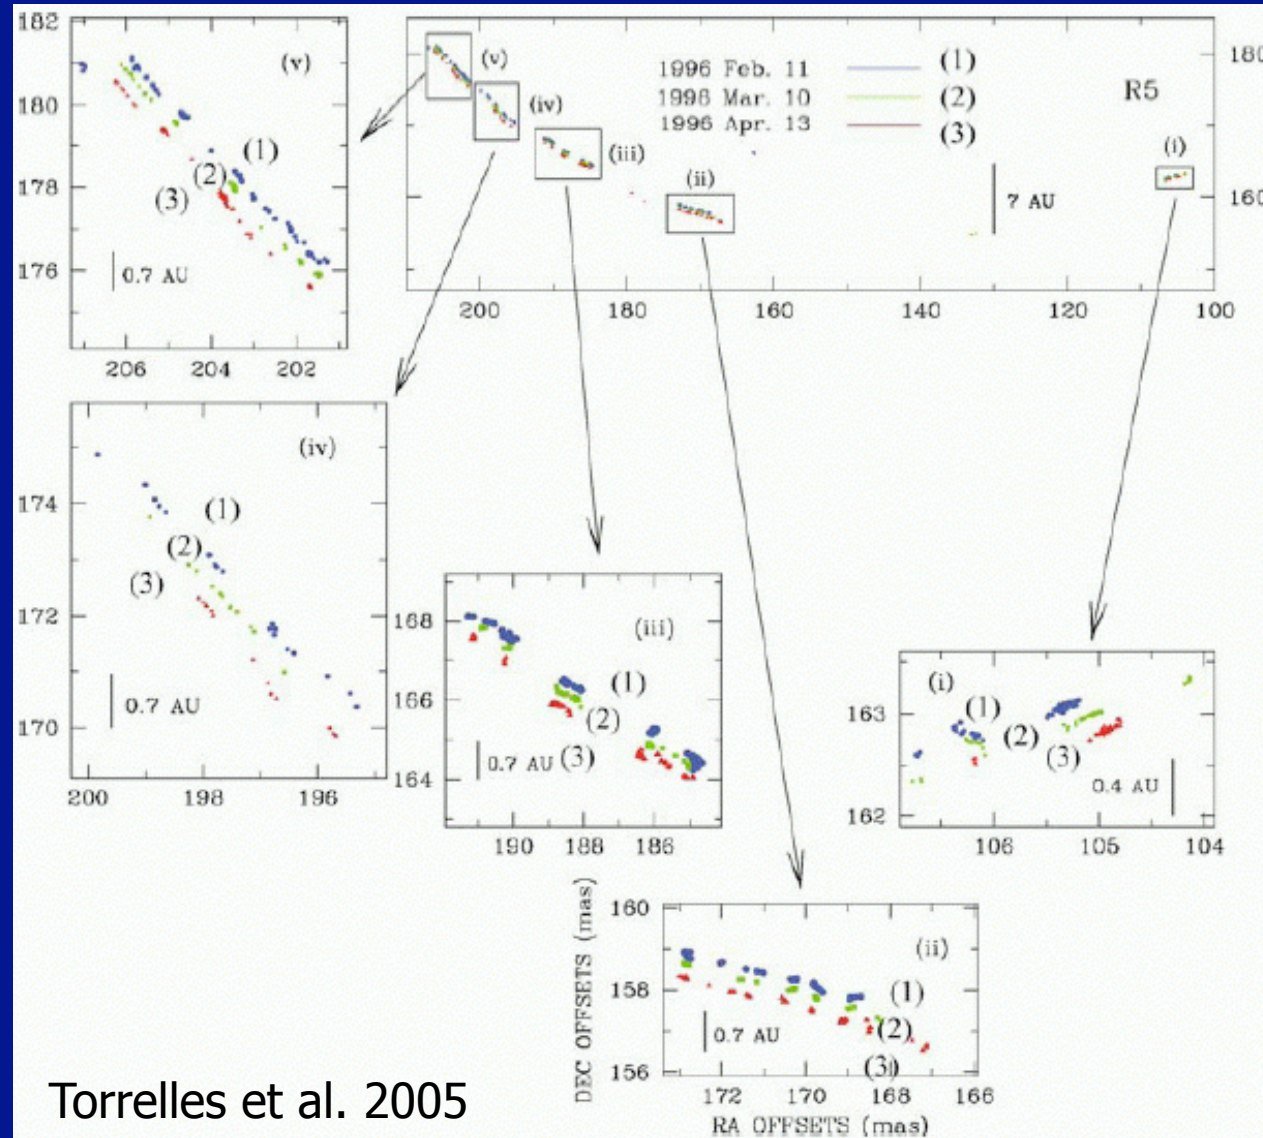 182
180
178
176
206 204 202
(v)
(1)
(2)
(3)
0.7 AU
(v)
(iv)
(iii)
(ii)
(i)
1996 Feb. 11 (1)
1996 Mar. 10 (2)
1996 Apr. 13 (3)
R5
7 AU
180
160
200 180 160 140 120 100
174
172
170
200 198 196
(iv)
(1)
(2)
(3)
0.7 AU
168
166
164
190 188 186
(iii)
(1)
(2)
(3)
0.7 AU
163
162
106 105 104
(i)
(1)
(2)
(3)
0.4 AU
160
158
156
172 170 168 166
(ii)
(1)
(2)
(3)
0.7 AU
DEC OFFSETS (mas)
RA OFFSETS (mas)
Torrelles et al. 2005